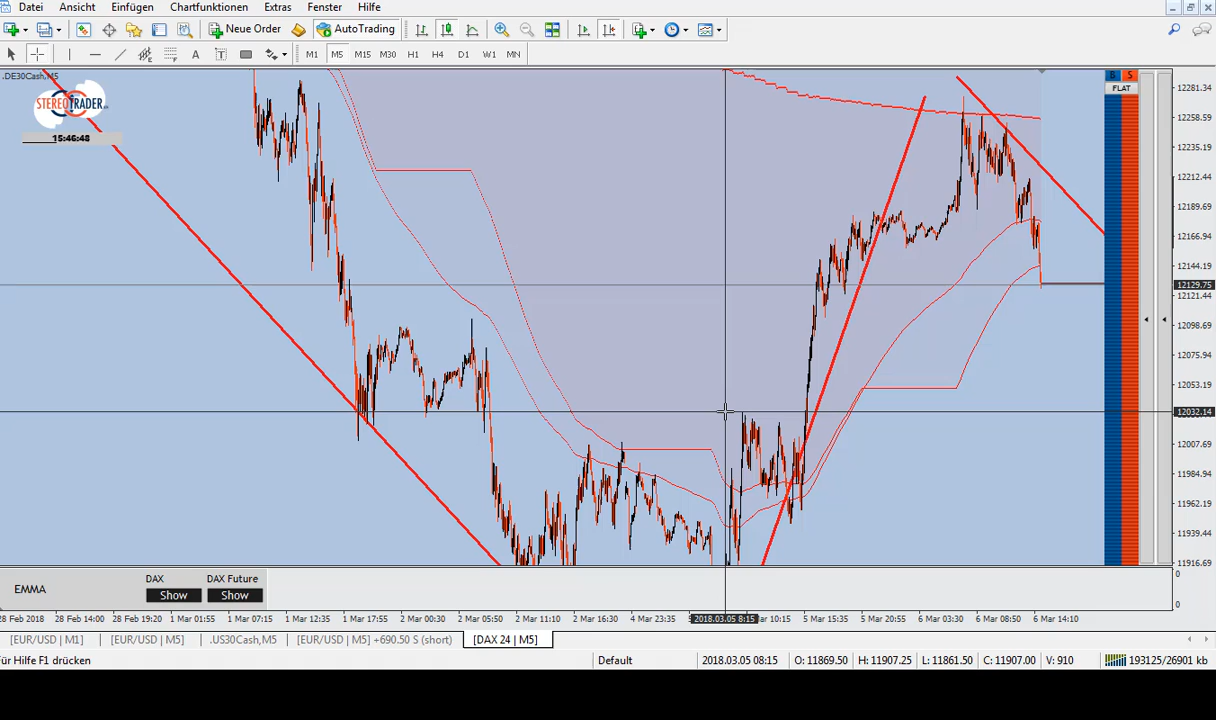 Datei Ansicht Einfügen Chartfunktionen Extras Fenster Hilfe
Neue Order AutoTrading
A T M1 M5 M15 M30 H1 H4 D1 W1 MN
.DE30Cash,M5
STEREOTRADER
15:46:48
B S
FLAT
12281.34
12258.59
12235.19
12212.44
12189.69
12166.94
12144.19
12129.75
12121.44
12098.69
12075.94
12053.19
12032.14
12007.69
11984.94
11962.19
11939.44
11916.69
EMMA
DAX DAX Future
Show Show
0
0
28 Feb 2018 28 Feb 14:00 28 Feb 19:20 1 Mar 01:55 1 Mar 07:15 1 Mar 12:35 1 Mar 17:55 2 Mar 00:30 2 Mar 05:50 2 Mar 11:10 2 Mar 16:30 4 Mar 23:35 2018.03.05 8:15 ar 10:15 5 Mar 15:35 5 Mar 20:55 6 Mar 03:30 6 Mar 08:50 6 Mar 14:10
[EUR/USD | M1] [EUR/USD | M5] .US30Cash,M5 [EUR/USD | M5] +690.50 S (short) [DAX 24 | M5]
ür Hilfe F1 drücken Default 2018.03.05 08:15 O: 11869.50 H: 11907.25 L: 11861.50 C: 11907.00 V: 910 193125/26901 kb